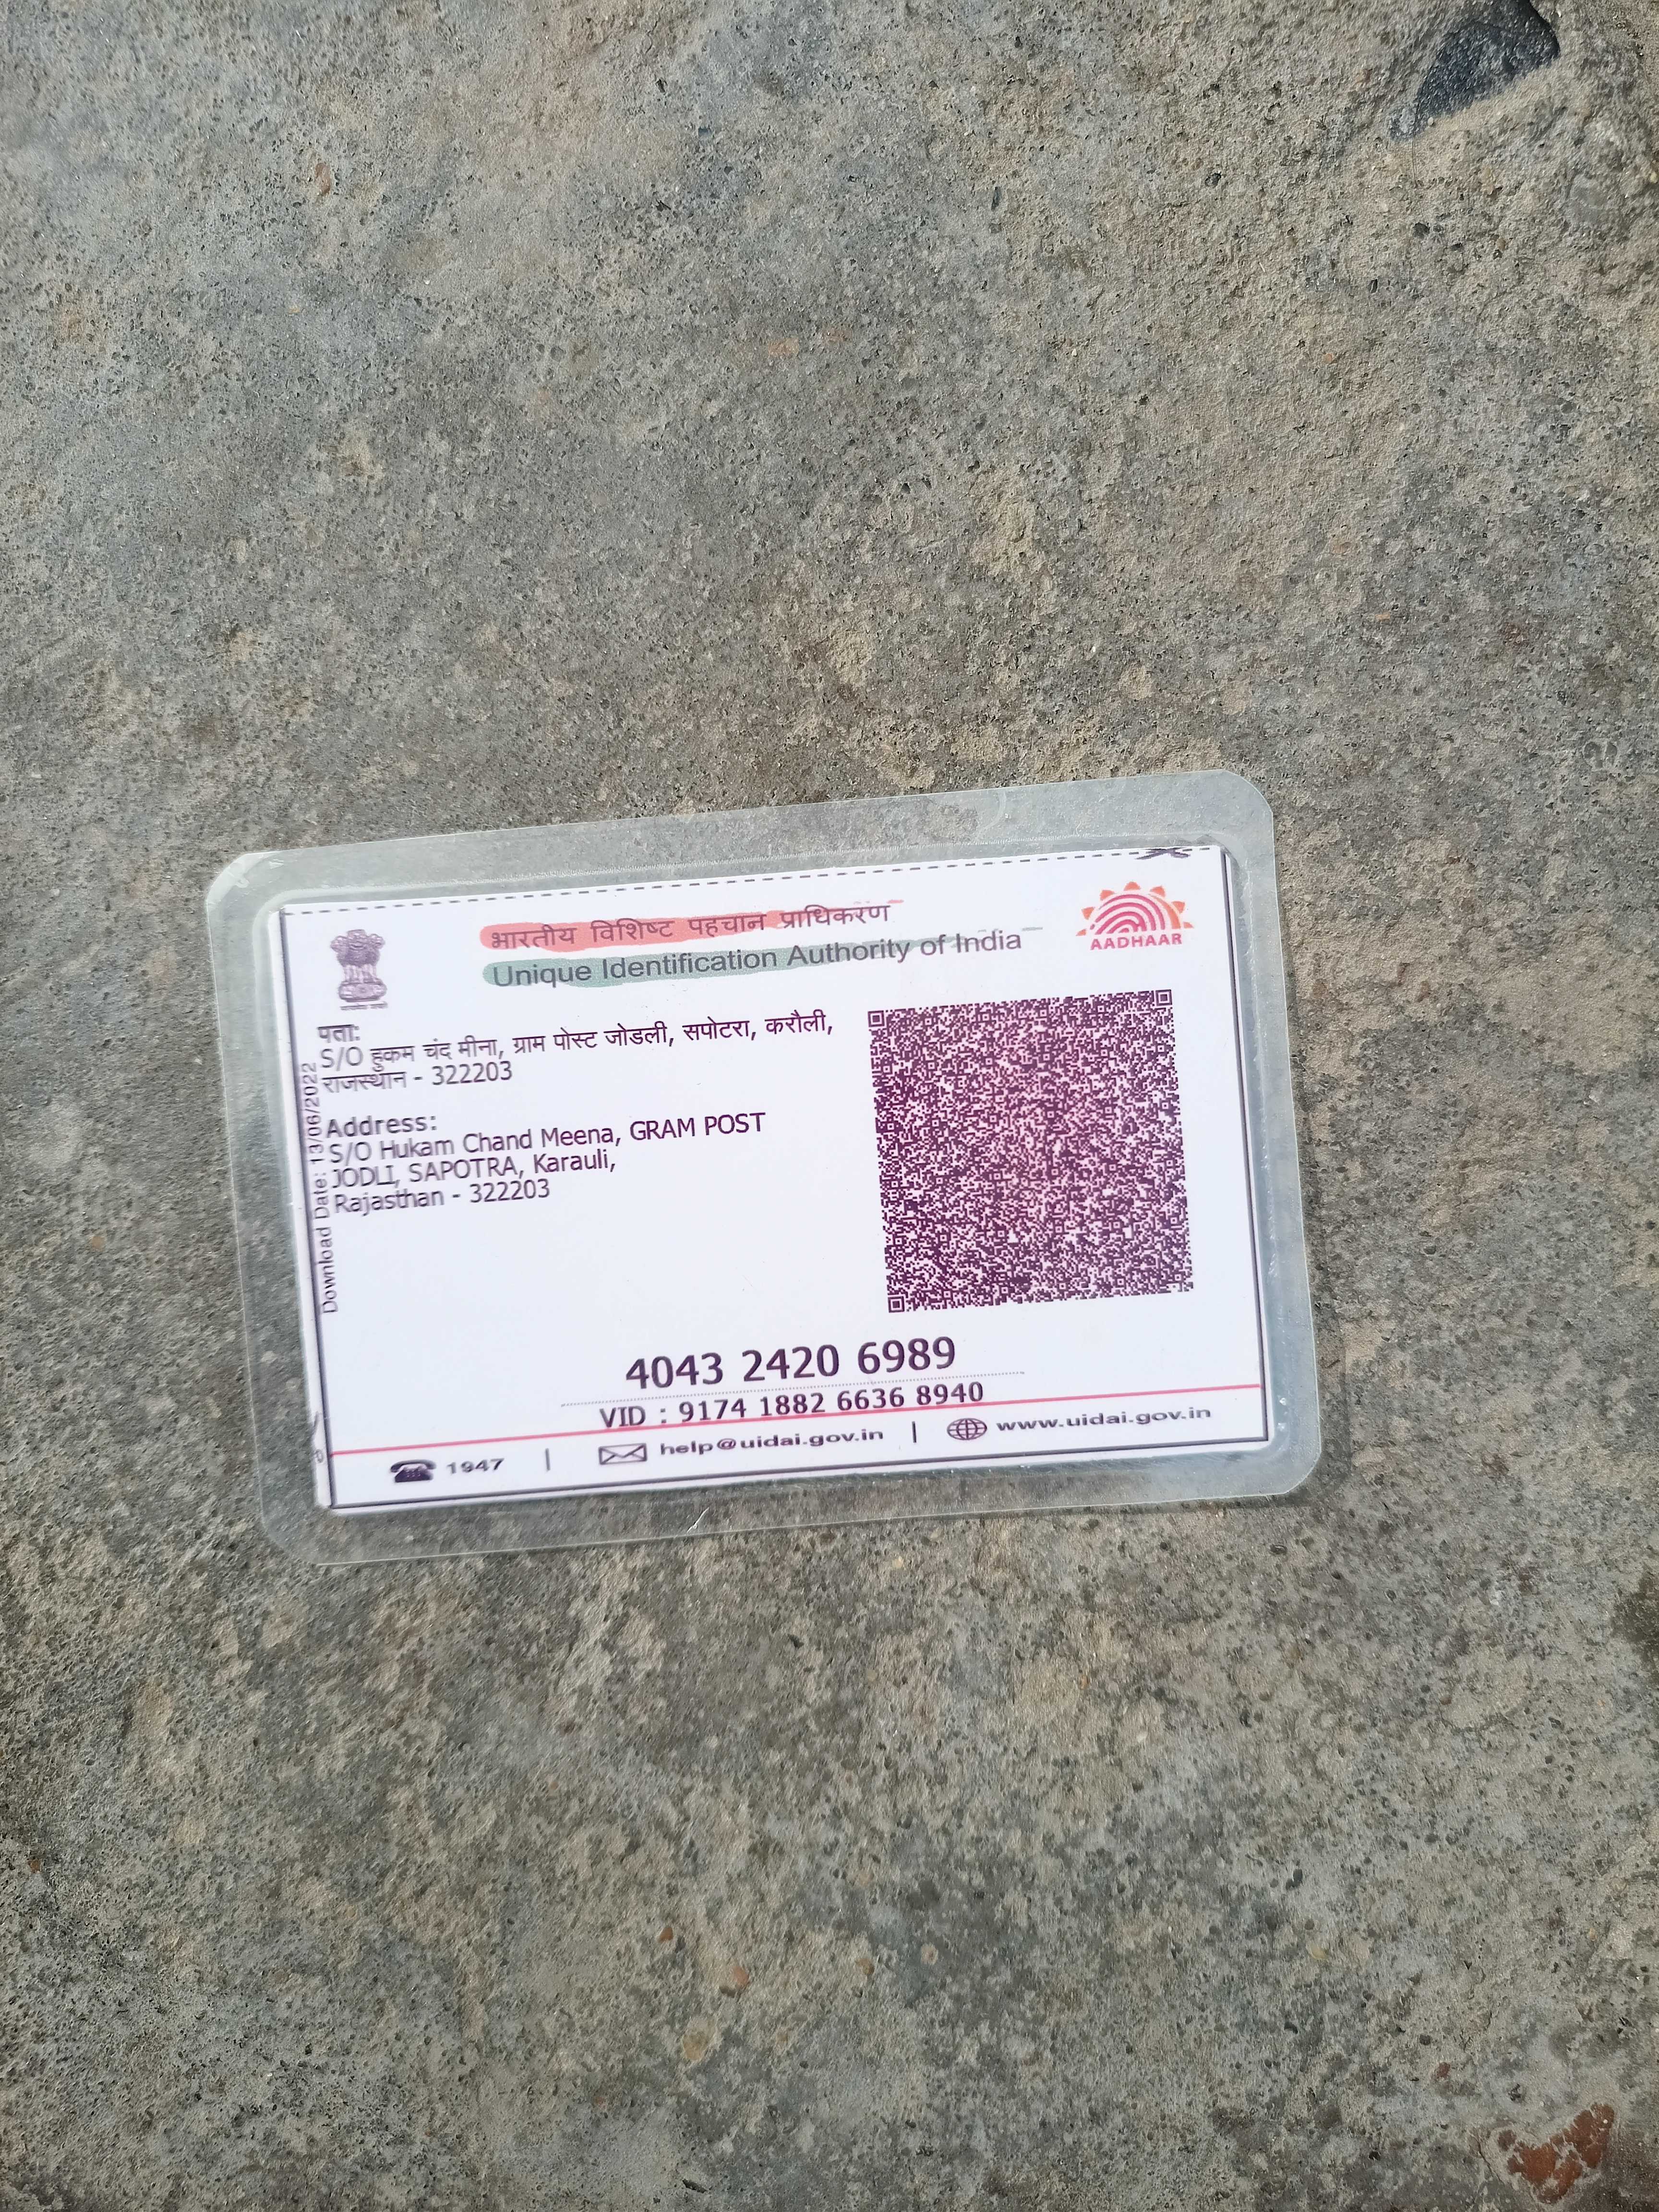 भारतीय विशिष्ट पहचान प्राधिकरण
Unique Identification Authority of India
AADHAAR
पता:
S/O हुकम चंद मीना, ग्राम पोस्ट जोडली, सपोटरा, करौली,
राजस्थान - 322203
Address:
S/O Hukam Chand Meena, GRAM POST
JODLI, SAPOTRA, Karauli,
Rajasthan - 322203
Download Date: 13/06/2022
4043 2420 6989
VID : 9174 1882 6636 8940
1947 | help@uidai.gov.in | www.uidai.gov.in